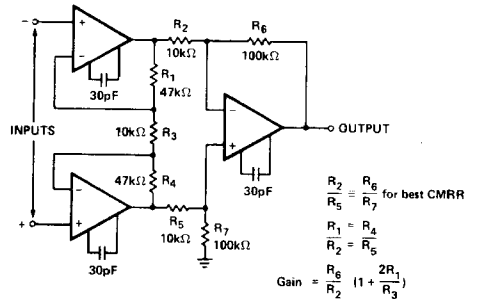 R2
10kΩ
R6
100kΩ
R1
47kΩ
30pF
INPUTS
10kΩ
R3
OUTPUT
47kΩ
R4
30pF
R5
10kΩ
R7
100kΩ
30pF
R2/R5 = R6/R7 for best CMRR
R1/R2 = R4/R5
Gain = R6/R2 (1 + 2R1/R3)